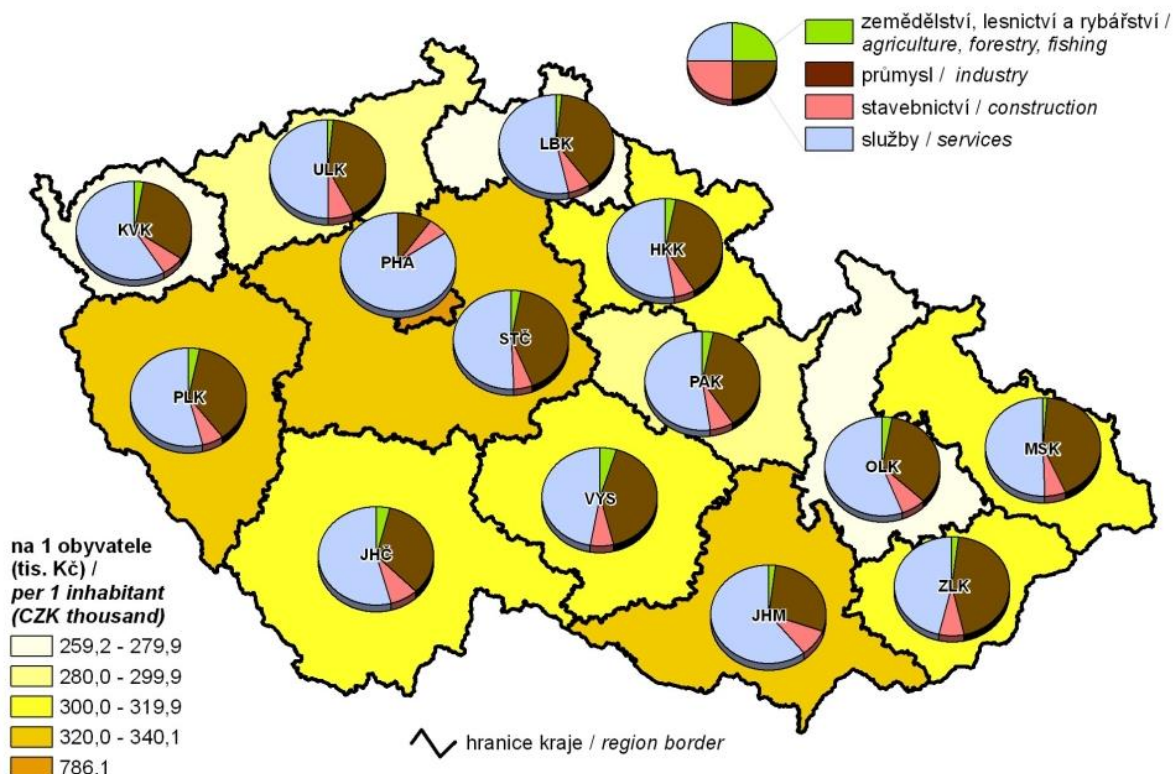 zemědělství, lesnictví a rybářství /
agriculture, forestry, fishing
průmysl / industry
stavebnictví / construction
služby / services
LBK
ULK
KVK
HKK
PHA
STČ
PAK
PLK
MSK
OLK
VYS
JHČ
ZLK
JHM
na 1 obyvatele
(tis. Kč) /
per 1 inhabitant
(CZK thousand)
259,2 - 279,9
280,0 - 299,9
300,0 - 319,9
320,0 - 340,1
786,1
hranice kraje / region border